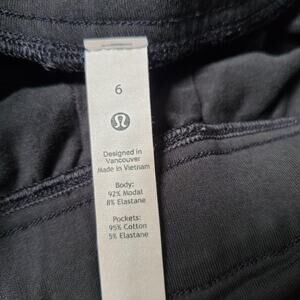 6
Designed in
Vancouver
Made in Vietnam
Body:
92% Modal
8% Elastane
Pockets:
95% Cotton
5% Elastane